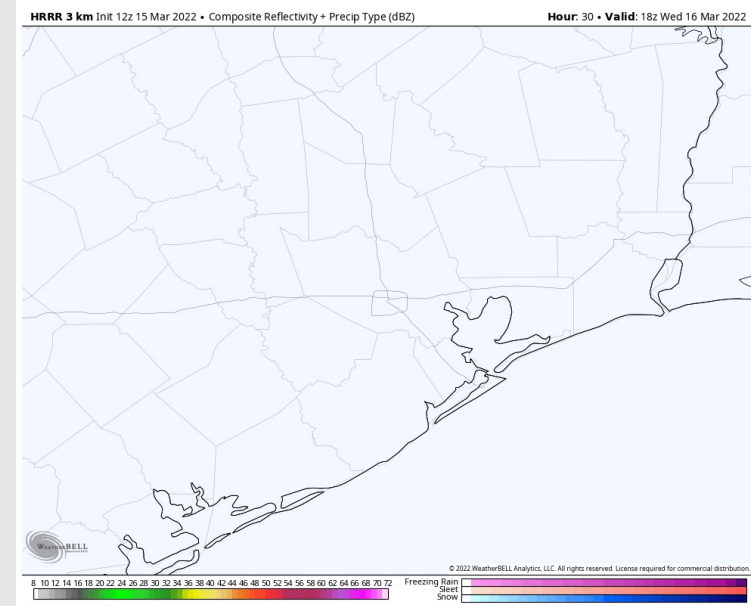 HRRR 3 km Init 12z 15 Mar 2022 • Composite Reflectivity + Precip Type (dBZ) Hour: 30 • Valid: 18z Wed 16 Mar 2022
WEATHERBELL
© 2022 WeatherBELL Analytics, LLC. All rights reserved. License required for commercial distribution.
8 10 12 14 16 18 20 22 24 26 28 30 32 33 34 36 38 40 42 44 46 48 50 52 54 56 58 60 62 64 66 68 70 72
Freezing Rain
Sleet
Snow